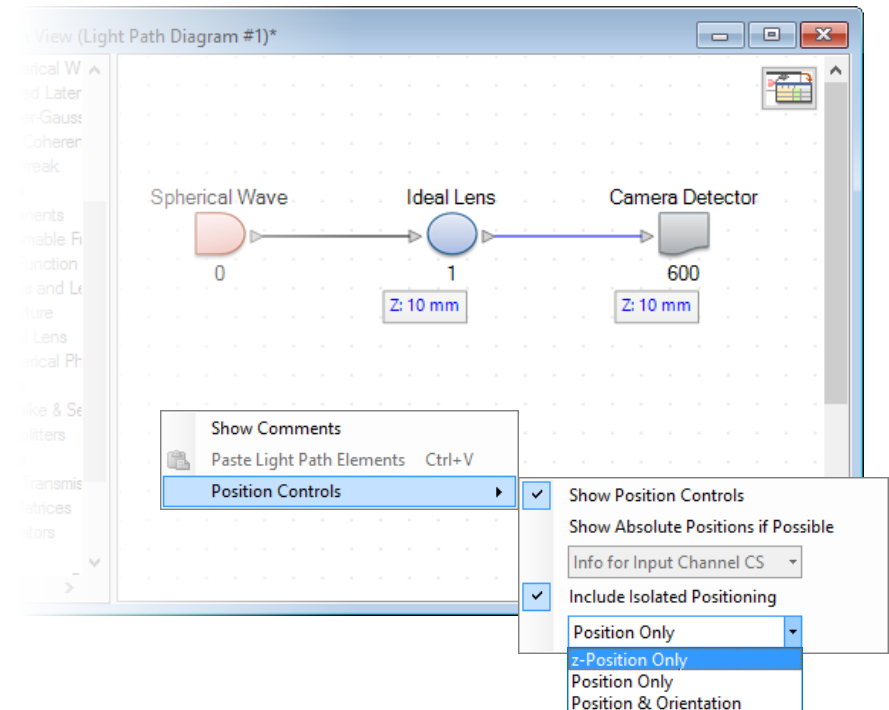 View (Light Path Diagram #1)*
Spherical Wave
Ideal Lens
Camera Detector
0
1
600
Z: 10 mm
Z: 10 mm
Lens
Show Comments
Paste Light Path Elements Ctrl+V
Position Controls
Show Position Controls
Show Absolute Positions if Possible
Info for Input Channel CS
Include Isolated Positioning
Position Only
z-Position Only
Position Only
Position & Orientation